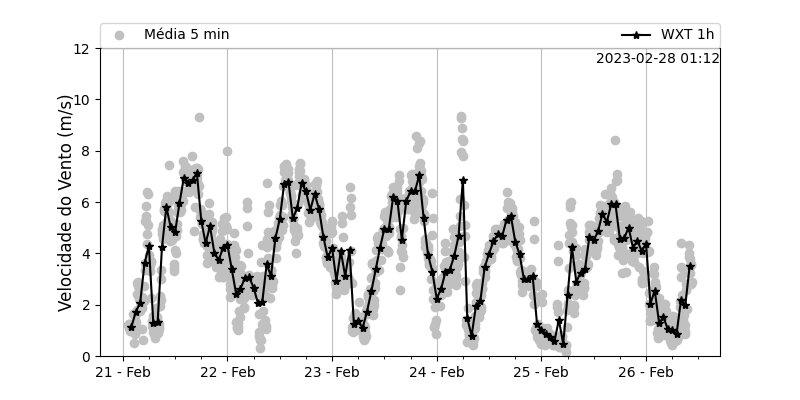 Média 5 min
WXT 1h
2023-02-28 01:12
Velocidade do Vento (m/s)
12
10
8
6
4
2
0
21 - Feb
22 - Feb
23 - Feb
24 - Feb
25 - Feb
26 - Feb